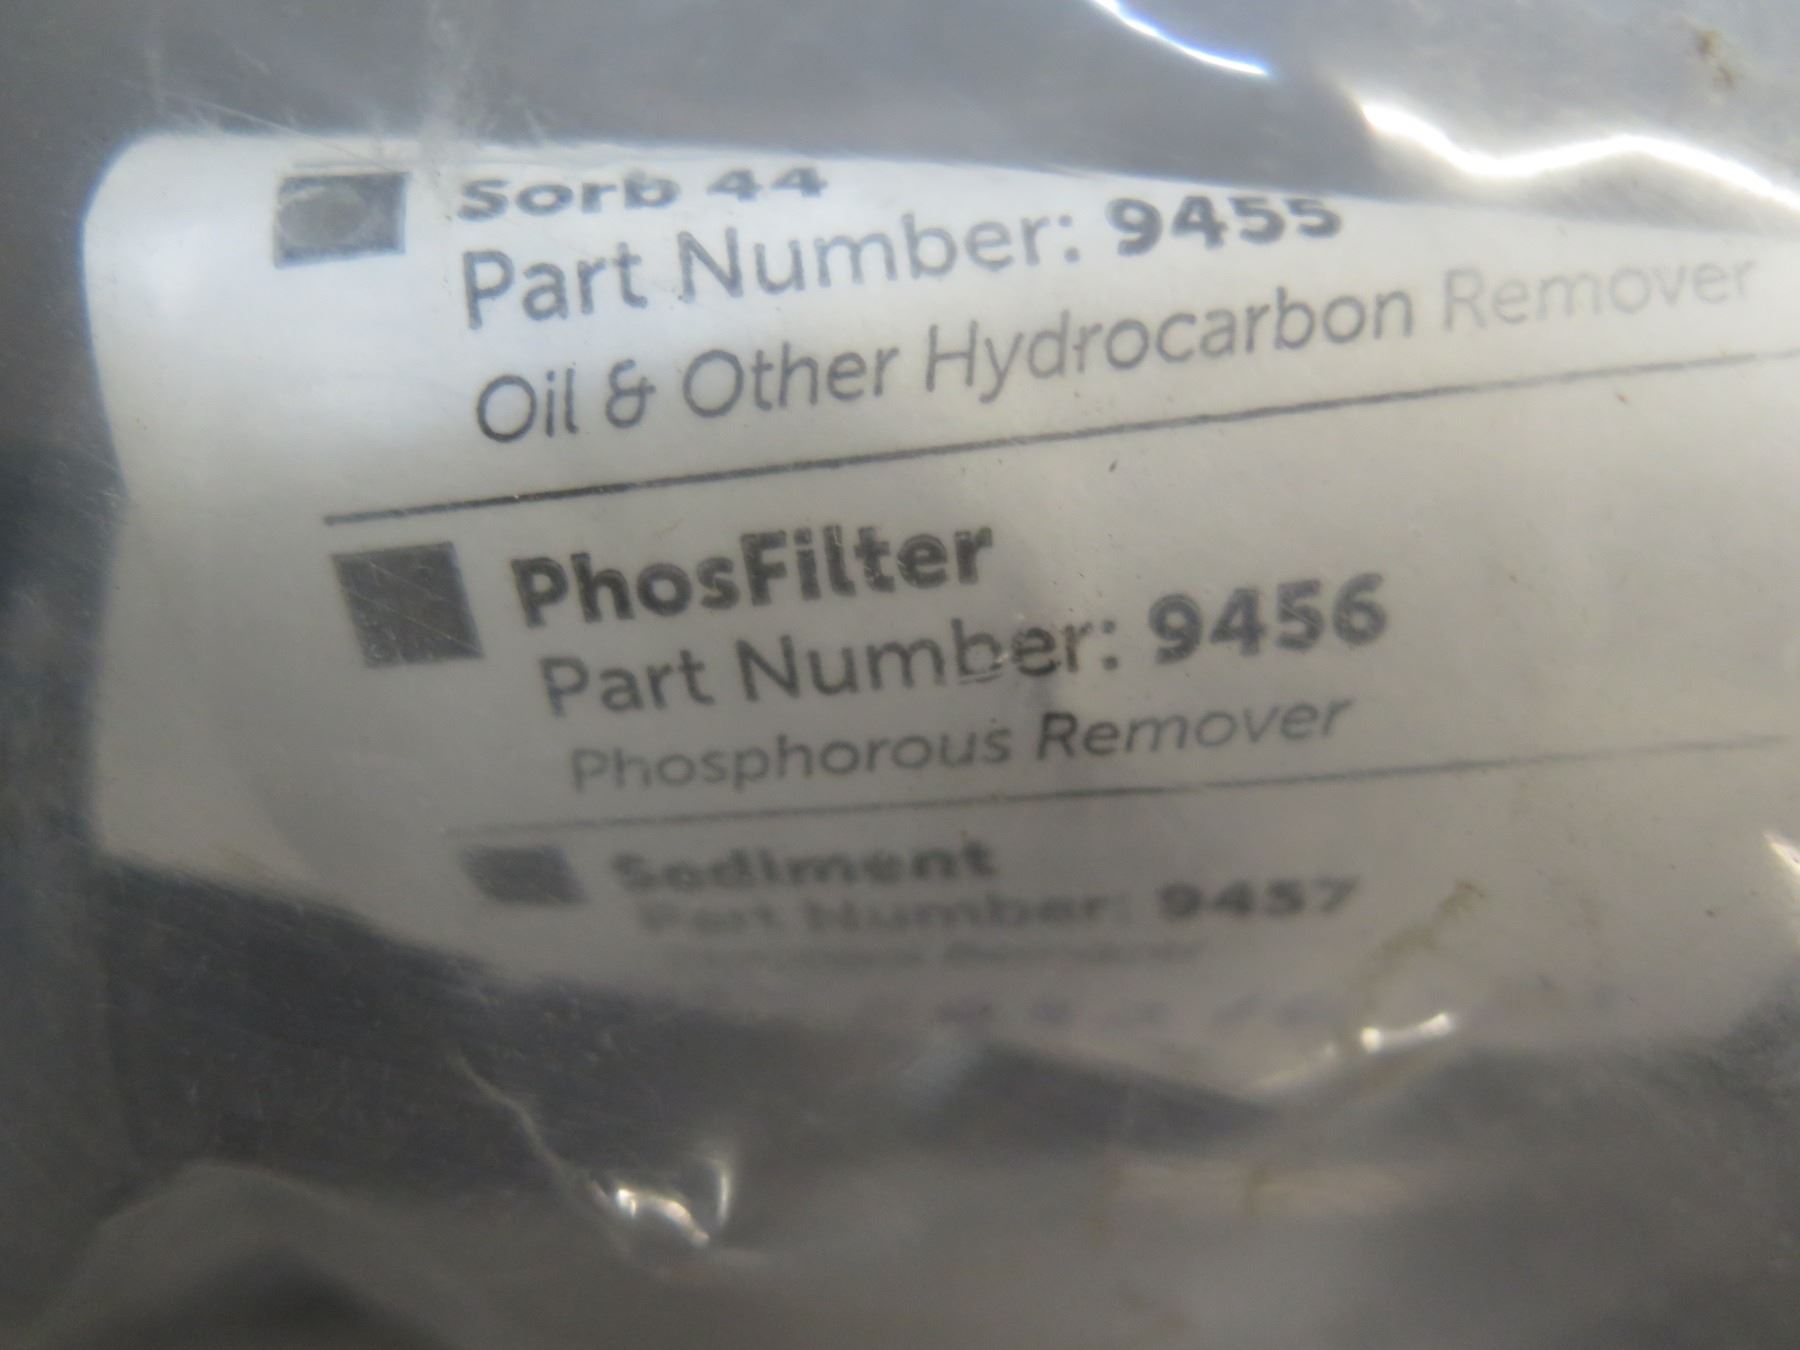 Sorb 44
Part Number: 9455
Oil & Other Hydrocarbon Remover
PhosFilter
Part Number: 9456
Phosphorous Remover
Sediment
Part Number: 9457